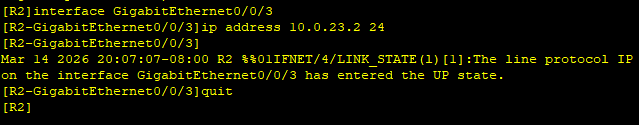 [R2]interface GigabitEthernet0/0/3
[R2-GigabitEthernet0/0/3]ip address 10.0.23.2 24
[R2-GigabitEthernet0/0/3]
Mar 14 2026 20:07:07-08:00 R2 %%01IFNET/4/LINK_STATE(l)[1]:The line protocol IP
on the interface GigabitEthernet0/0/3 has entered the UP state.
[R2-GigabitEthernet0/0/3]quit
[R2]